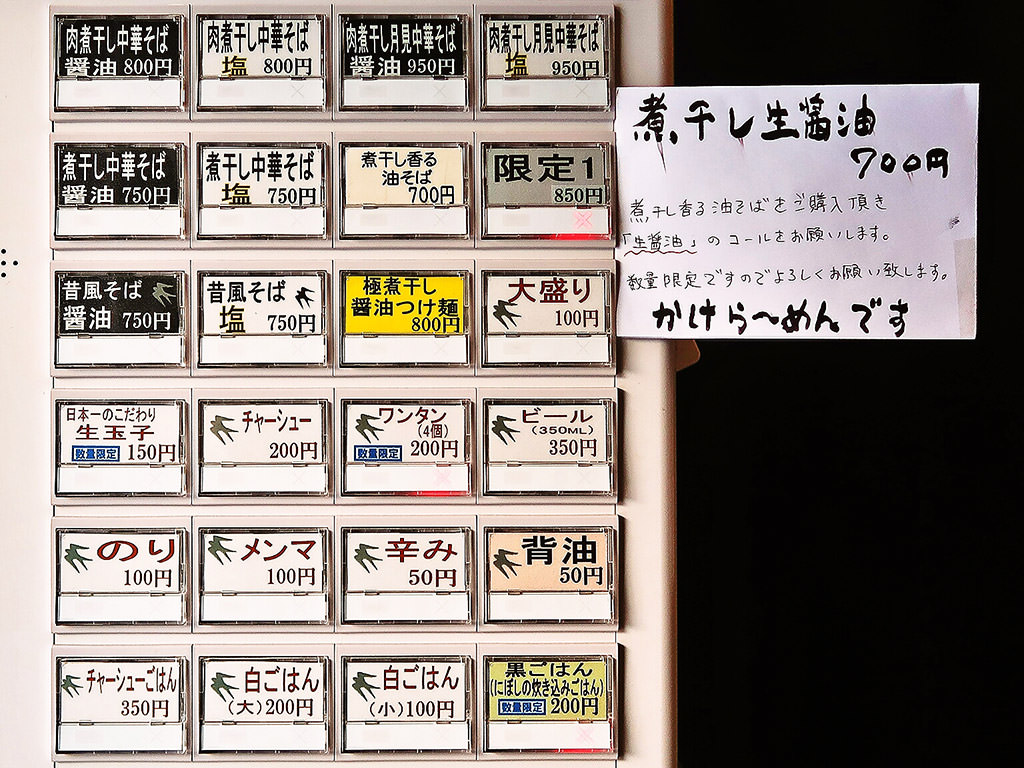 肉煮干し中華そば
醤油 800円
肉煮干し中華そば
塩 800円
肉煮干し月見中華そば
醤油 950円
肉煮干し月見中華そば
塩 950円
煮干し中華そば
醤油 750円
煮干し中華そば
塩 750円
煮干し香る
油そば
700円
限定1
850円
昔風そば
醤油 750円
昔風そば
塩 750円
極煮干し
醤油つけ麺
800円
大盛り
100円
日本一のこだわり
生玉子
数量限定 150円
チャーシュー
200円
ワンタン
(4個)
数量限定 200円
ビール
(350ML)
350円
のり
100円
メンマ
100円
辛み
50円
背油
50円
チャーシューごはん
350円
白ごはん
(大)200円
白ごはん
(小)100円
黒ごはん
(にぼしの炊き込みごはん)
数量限定 200円
煮干し生醤油
700円
煮干し香る油そばをご購入頂き
「生醤油」のコールをお願いします。
数量限定ですのでよろしくお願い致します。
かけら〜めんです